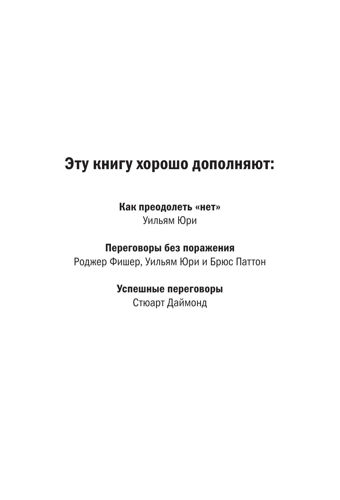 Эту книгу хорошо дополняют:
Как преодолеть «нет»
Уильям Юри
Переговоры без поражения
Роджер Фишер, Уильям Юри и Брюс Паттон
Успешные переговоры
Стюарт Даймонд